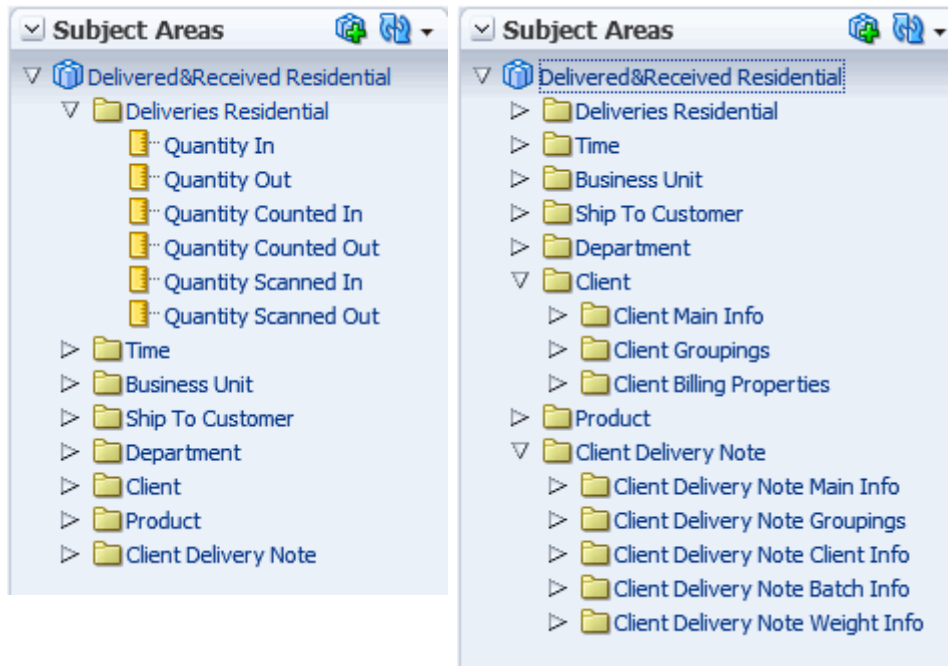 Subject Areas
Delivered&Received Residential
Deliveries Residential
Quantity In
Quantity Out
Quantity Counted In
Quantity Counted Out
Quantity Scanned In
Quantity Scanned Out
Time
Business Unit
Ship To Customer
Department
Client
Product
Client Delivery Note
Subject Areas
Delivered&Received Residential
Deliveries Residential
Time
Business Unit
Ship To Customer
Department
Client
Client Main Info
Client Groupings
Client Billing Properties
Product
Client Delivery Note
Client Delivery Note Main Info
Client Delivery Note Groupings
Client Delivery Note Client Info
Client Delivery Note Batch Info
Client Delivery Note Weight Info